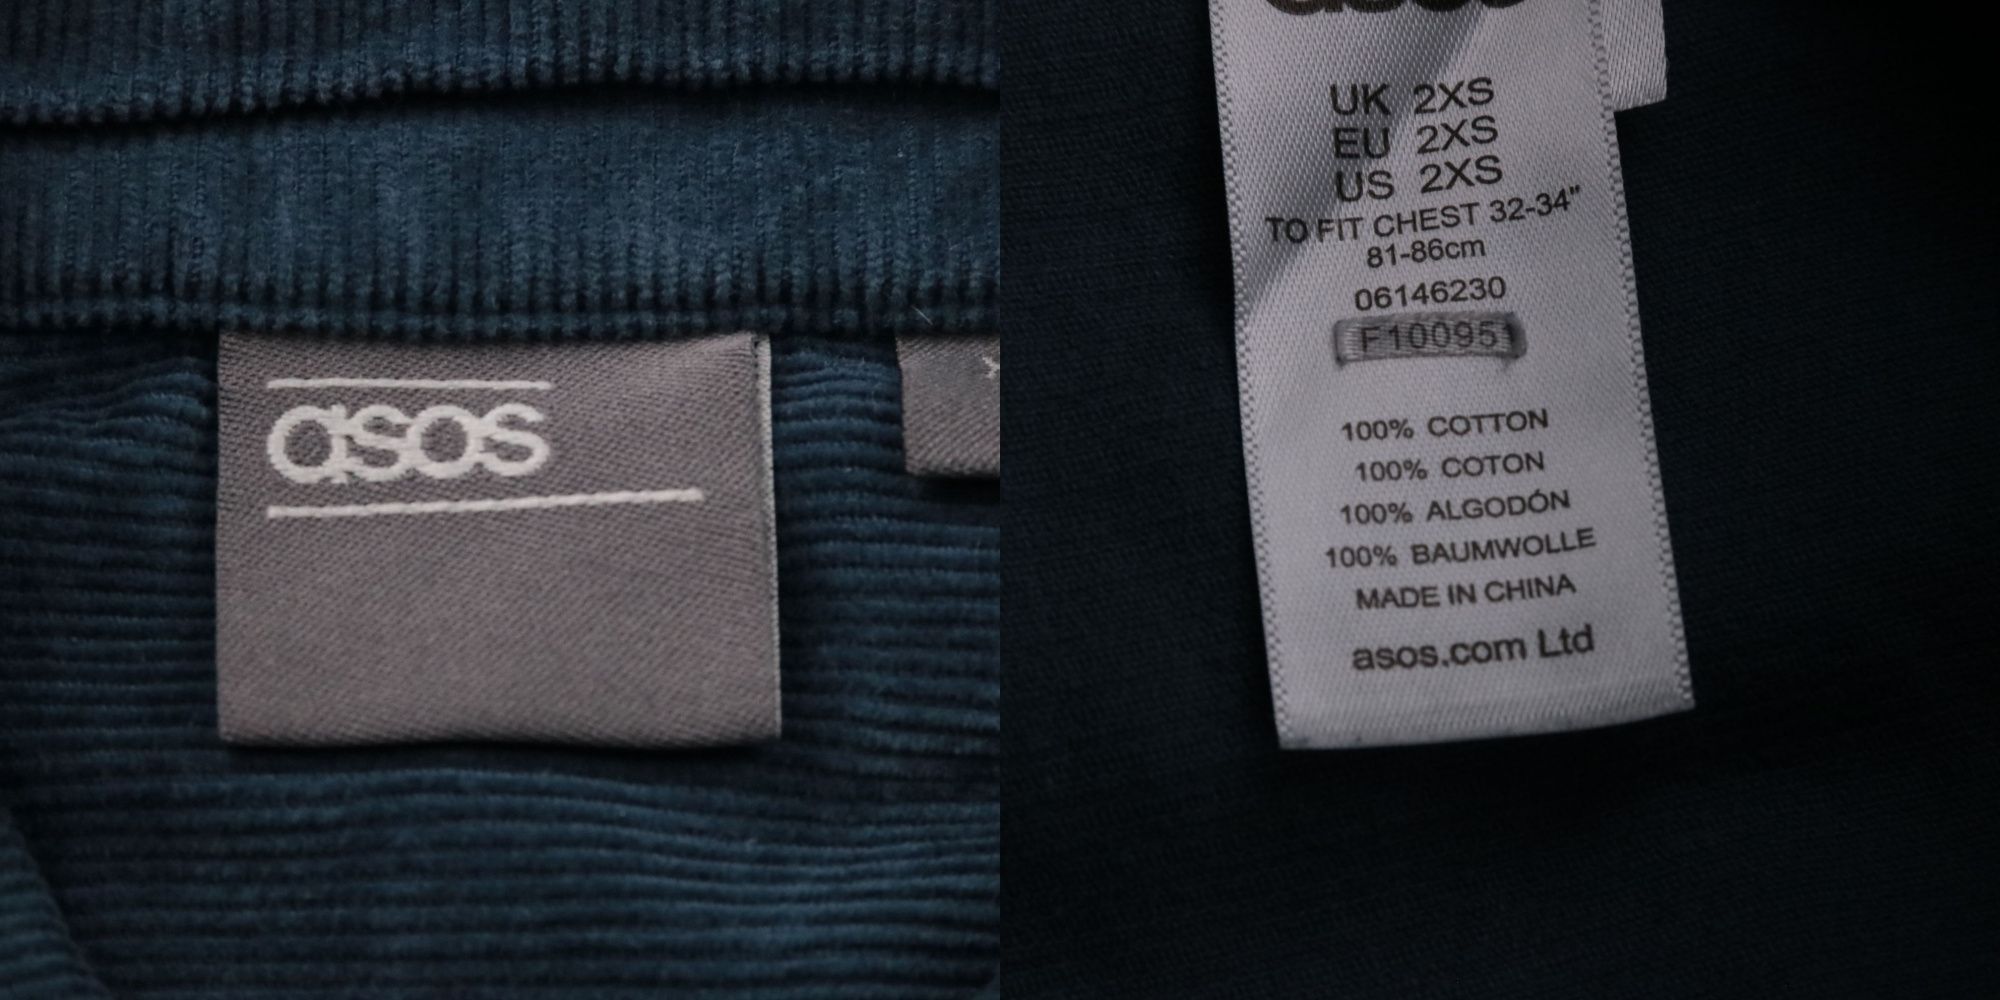 asos
asos
UK 2XS
EU 2XS
US 2XS
TO FIT CHEST 32-34"
81-86cm
06146230
F10095
100% COTTON
100% COTON
100% ALGODÓN
100% BAUMWOLLE
MADE IN CHINA
asos.com Ltd